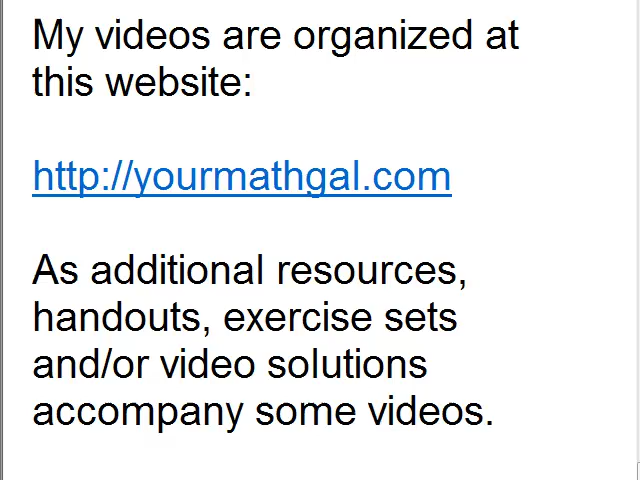 My videos are organized at
this website:
http://yourmathgal.com
As additional resources,
handouts, exercise sets
and/or video solutions
accompany some videos.